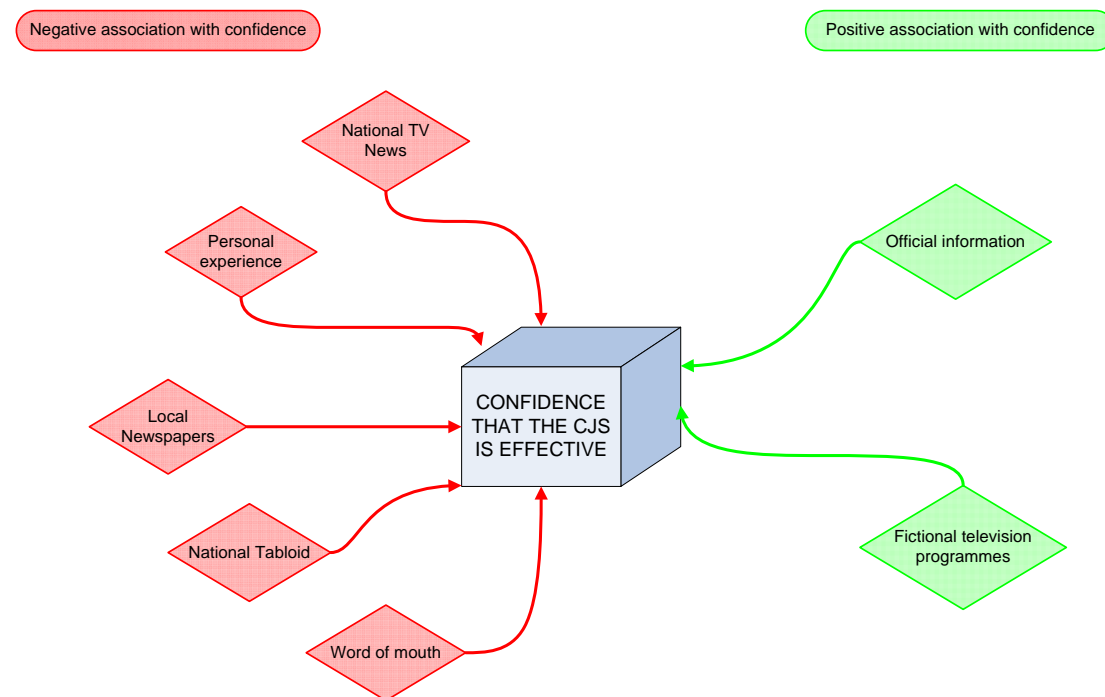 Negative association with confidence
Positive association with confidence
National TV
News
Personal
experience
Official information
CONFIDENCE
THAT THE CJS
IS EFFECTIVE
Local
Newspapers
National Tabloid
Fictional television
programmes
Word of mouth